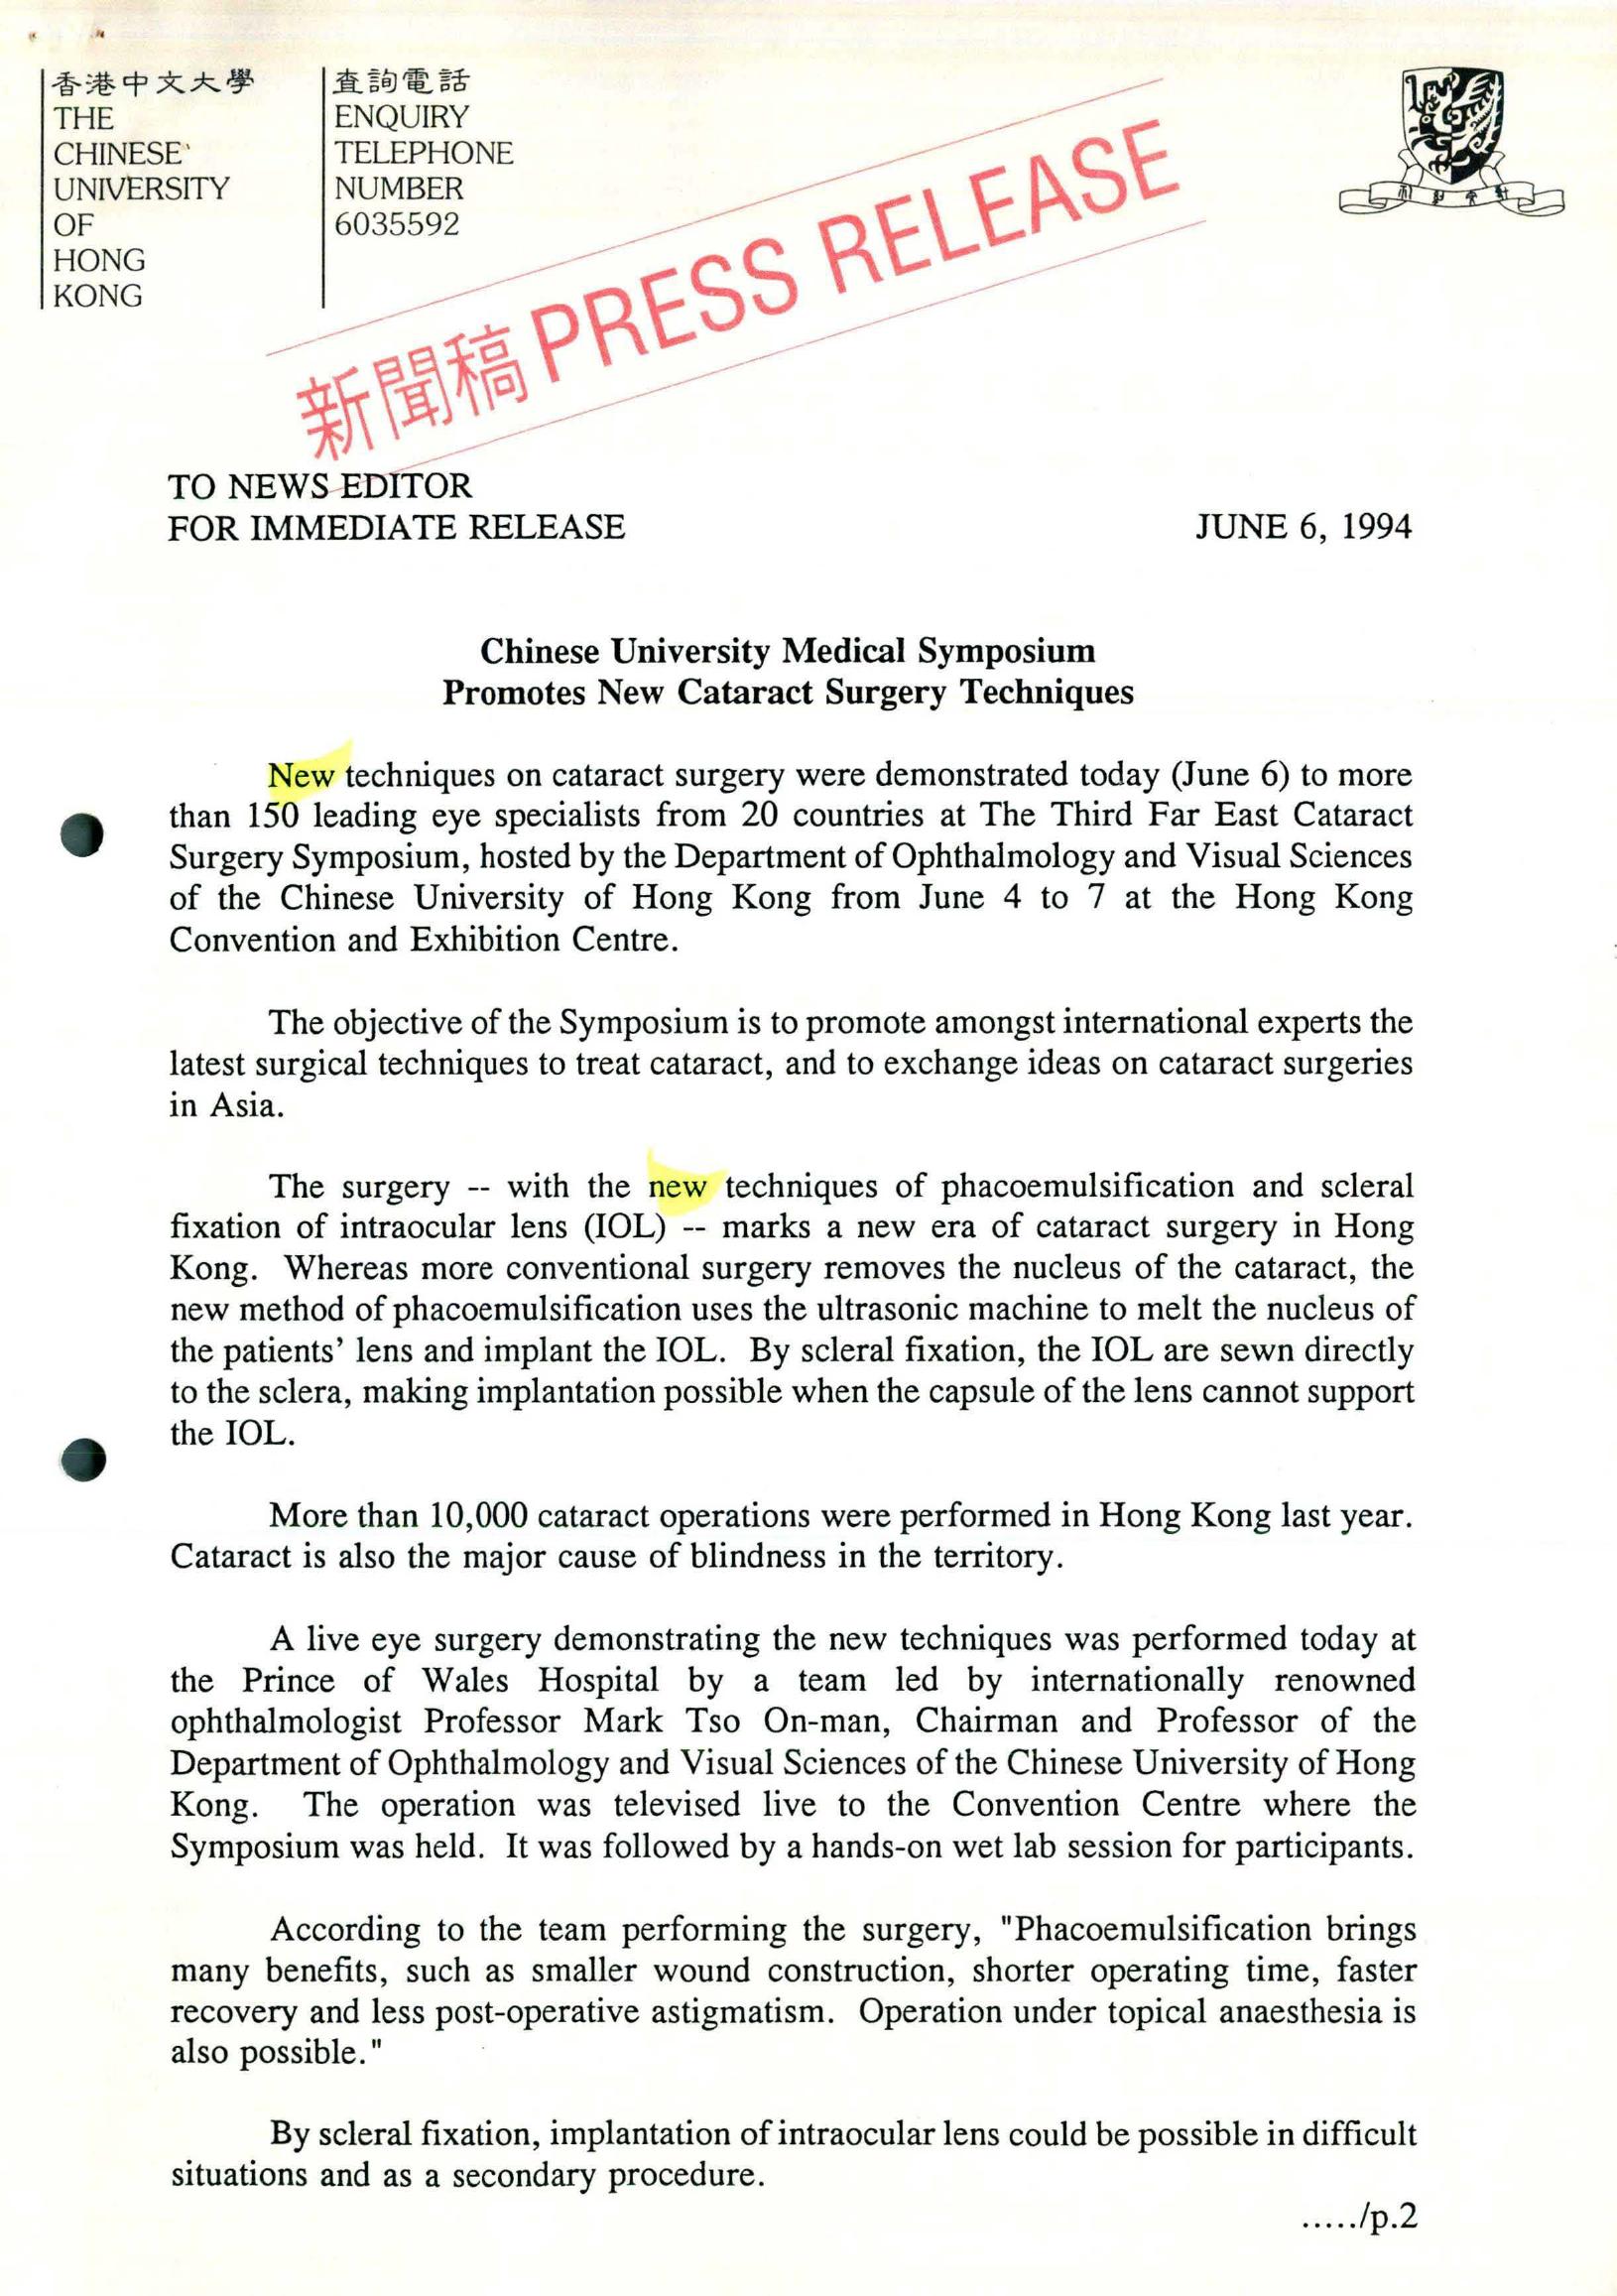 香港中文大學
THE
CHINESE
UNIVERSITY
OF
HONG
KONG
查詢電話
ENQUIRY
TELEPHONE
NUMBER
6035592
新聞稿 PRESS RELEASE
TO NEWS EDITOR
FOR IMMEDIATE RELEASE JUNE 6, 1994
Chinese University Medical Symposium
Promotes New Cataract Surgery Techniques
New techniques on cataract surgery were demonstrated today (June 6) to more
than 150 leading eye specialists from 20 countries at The Third Far East Cataract
Surgery Symposium, hosted by the Department of Ophthalmology and Visual Sciences
of the Chinese University of Hong Kong from June 4 to 7 at the Hong Kong
Convention and Exhibition Centre.
The objective of the Symposium is to promote amongst international experts the
latest surgical techniques to treat cataract, and to exchange ideas on cataract surgeries
in Asia.
The surgery -- with the new techniques of phacoemulsification and scleral
fixation of intraocular lens (IOL) -- marks a new era of cataract surgery in Hong
Kong. Whereas more conventional surgery removes the nucleus of the cataract, the
new method of phacoemulsification uses the ultrasonic machine to melt the nucleus of
the patients' lens and implant the IOL. By scleral fixation, the IOL are sewn directly
to the sclera, making implantation possible when the capsule of the lens cannot support
the IOL.
More than 10,000 cataract operations were performed in Hong Kong last year.
Cataract is also the major cause of blindness in the territory.
A live eye surgery demonstrating the new techniques was performed today at
the Prince of Wales Hospital by a team led by internationally renowned
ophthalmologist Professor Mark Tso On-man, Chairman and Professor of the
Department of Ophthalmology and Visual Sciences of the Chinese University of Hong
Kong. The operation was televised live to the Convention Centre where the
Symposium was held. It was followed by a hands-on wet lab session for participants.
According to the team performing the surgery, "Phacoemulsification brings
many benefits, such as smaller wound construction, shorter operating time, faster
recovery and less post-operative astigmatism. Operation under topical anaesthesia is
also possible."
By scleral fixation, implantation of intraocular lens could be possible in difficult
situations and as a secondary procedure.
...../p.2